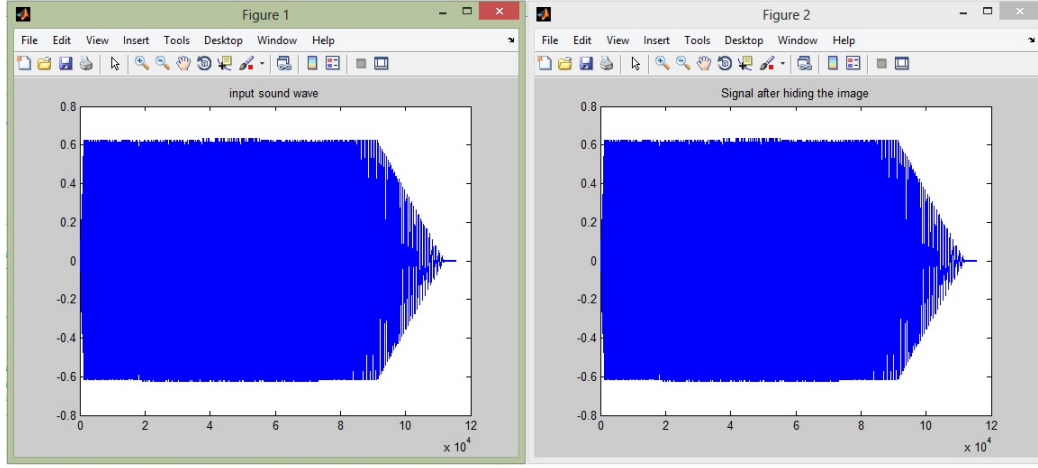 Figure 1
File Edit View Insert Tools Desktop Window Help
input sound wave
0.8
0.6
0.4
0.2
0
-0.2
-0.4
-0.6
-0.8
0 2 4 6 8 10 12
x 10^4
Figure 2
File Edit View Insert Tools Desktop Window Help
Signal after hiding the image
0.8
0.6
0.4
0.2
0
-0.2
-0.4
-0.6
-0.8
0 2 4 6 8 10 12
x 10^4